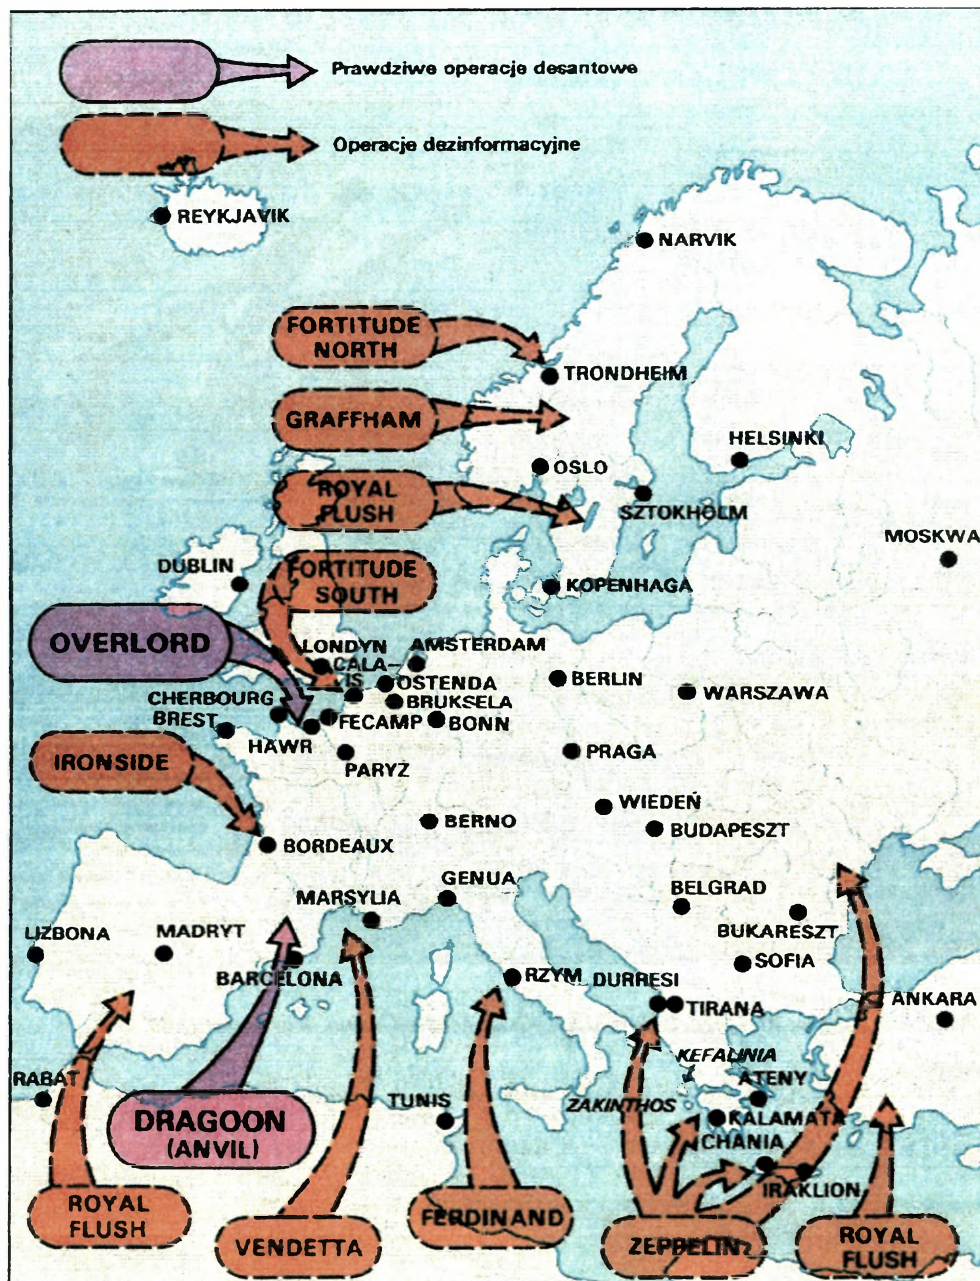 Prawdziwe operacje desantowe
Operacje dezinformacyjne
REYKJAVIK
NARVIK
FORTITUDE
NORTH
TRONDHEIM
GRAFFHAM
HELSINKI
OSLO
ROYAL
FLUSH
SZTOKHOLM
MOSKWA
DUBLIN
FORTITUDE
SOUTH
KOPENHAGA
OVERLORD
LONDYN
AMSTERDAM
CALA-
IS
OSTENDA
BERLIN
WARSZAWA
CHERBOURG
BRUKSELA
BREST
FECAMP
BONN
HAWR
PARYŻ
PRAGA
IRONSIDE
WIEDEŃ
BERNO
BUDAPESZT
BORDEAUX
GENUA
MARSYLIA
BELGRAD
BUKARESZT
LIZBONA
MADRYT
BARCELONA
RZYM
DURRESI
SOFIA
TIRANA
ANKARA
KEFALINIA
RABAT
ATENY
ZAKINTHOS
TUNIS
KALAMATA
DRAGOON
(ANVIL)
CHANIA
IRAKLION
ROYAL
FLUSH
VENDETTA
FERDINAND
ZEPPELIN
ROYAL
FLUSH